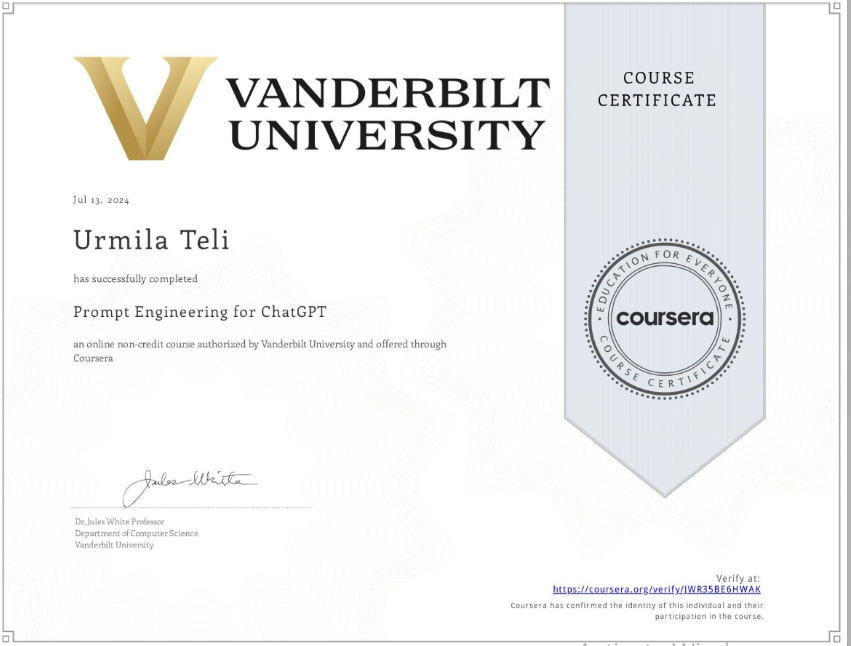 VANDERBILT
UNIVERSITY
COURSE
CERTIFICATE
Jul 13, 2024
Urmila Teli
has successfully completed
Prompt Engineering for ChatGPT
an online non-credit course authorized by Vanderbilt University and offered through
Coursera
EDUCATION FOR EVERYONE
coursera
COURSE CERTIFICATE
Jules White
Dr. Jules White Professor
Department of Computer Science
Vanderbilt University
Verify at:
https://coursera.org/verify/JWR35BE6HWAK
Coursera has confirmed the identity of this individual and their
participation in the course.